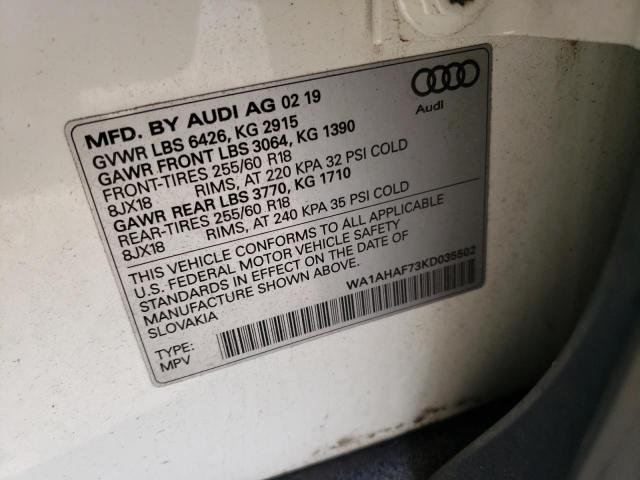 Audi
MFD. BY AUDI AG 02 19
GVWR LBS 6426, KG 2915
GAWR FRONT LBS 3064, KG 1390
FRONT-TIRES 255/60 R18
8JX18 RIMS, AT 220 KPA 32 PSI COLD
GAWR REAR LBS 3770, KG 1710
REAR-TIRES 255/60 R18
8JX18 RIMS, AT 240 KPA 35 PSI COLD
THIS VEHICLE CONFORMS TO ALL APPLICABLE
U.S. FEDERAL MOTOR VEHICLE SAFETY
STANDARDS IN EFFECT ON THE DATE OF
MANUFACTURE SHOWN ABOVE.
SLOVAKIA
WA1AHAF73KD035502
TYPE:
MPV